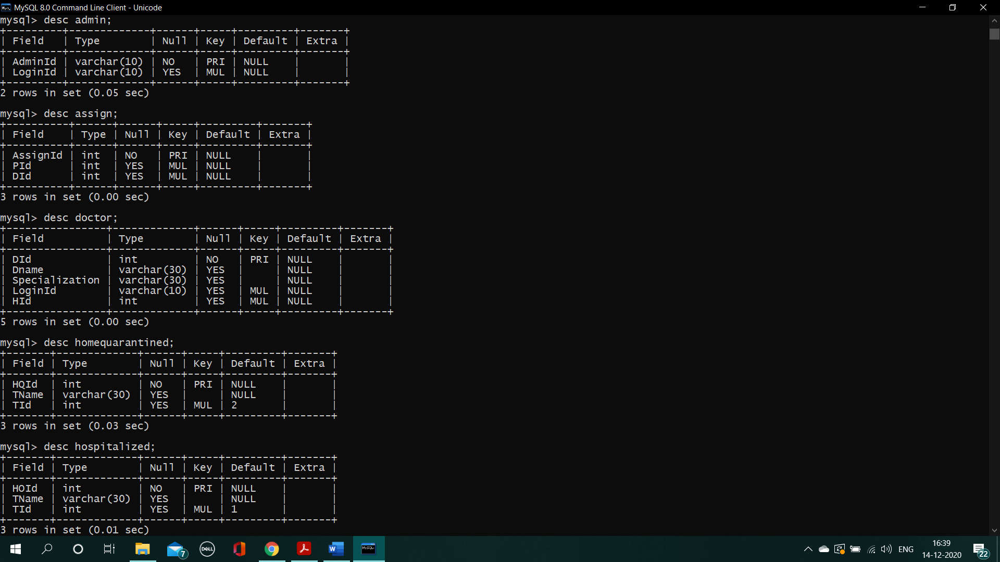 MySQL 8.0 Command Line Client - Unicode
mysql> desc admin;
+---------+-------------+------+-----+---------+-------+
| Field   | Type        | Null | Key | Default | Extra |
+---------+-------------+------+-----+---------+-------+
| AdminId | varchar(10) | NO   | PRI | NULL    |       |
| LoginId | varchar(10) | YES  | MUL | NULL    |       |
+---------+-------------+------+-----+---------+-------+
2 rows in set (0.05 sec)
mysql> desc assign;
+----------+------+------+-----+---------+-------+
| Field    | Type | Null | Key | Default | Extra |
+----------+------+------+-----+---------+-------+
| AssignId | int  | NO   | PRI | NULL    |       |
| PId      | int  | YES  | MUL | NULL    |       |
| DId      | int  | YES  | MUL | NULL    |       |
+----------+------+------+-----+---------+-------+
3 rows in set (0.00 sec)
mysql> desc doctor;
+----------------+-------------+------+-----+---------+-------+
| Field          | Type        | Null | Key | Default | Extra |
+----------------+-------------+------+-----+---------+-------+
| DId            | int         | NO   | PRI | NULL    |       |
| Dname          | varchar(30) | YES  |     | NULL    |       |
| Specialization | varchar(30) | YES  |     | NULL    |       |
| LoginId        | varchar(10) | YES  | MUL | NULL    |       |
| HId            | int         | YES  | MUL | NULL    |       |
+----------------+-------------+------+-----+---------+-------+
5 rows in set (0.00 sec)
mysql> desc homequarantined;
+-------+-------------+------+-----+---------+-------+
| Field | Type        | Null | Key | Default | Extra |
+-------+-------------+------+-----+---------+-------+
| HQId  | int         | NO   | PRI | NULL    |       |
| TName | varchar(30) | YES  |     | NULL    |       |
| TId   | int         | YES  | MUL | 2       |       |
+-------+-------------+------+-----+---------+-------+
3 rows in set (0.03 sec)
mysql> desc hospitalized;
+-------+-------------+------+-----+---------+-------+
| Field | Type        | Null | Key | Default | Extra |
+-------+-------------+------+-----+---------+-------+
| HOId  | int         | NO   | PRI | NULL    |       |
| TName | varchar(30) | YES  |     | NULL    |       |
| TId   | int         | YES  | MUL | 1       |       |
+-------+-------------+------+-----+---------+-------+
3 rows in set (0.01 sec)
7
DELL
W
MySQL
ENG
16:39
14-12-2020
22